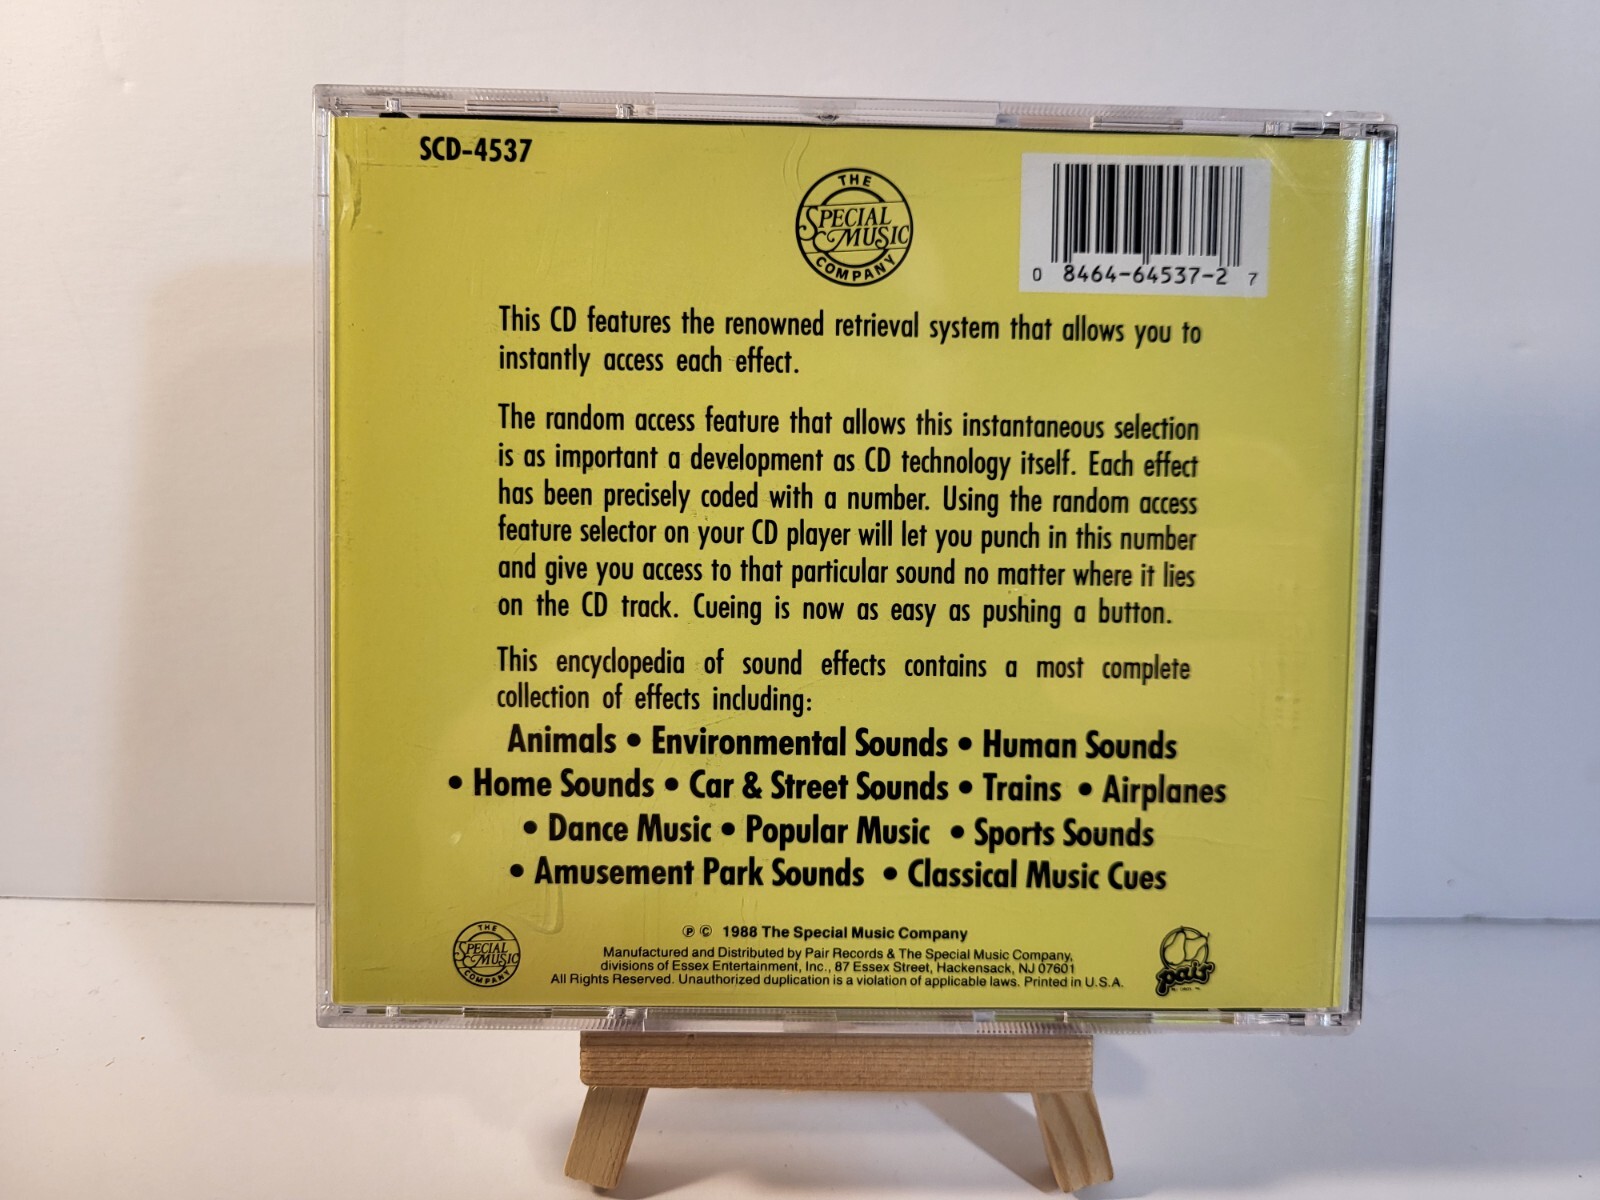 SCD-4537
THE
SPECIAL
MUSIC
COMPANY
0 8464-64537-2 7
This CD features the renowned retrieval system that allows you to
instantly access each effect.
The random access feature that allows this instantaneous selection
is as important a development as CD technology itself. Each effect
has been precisely coded with a number. Using the random access
feature selector on your CD player will let you punch in this number
and give you access to that particular sound no matter where it lies
on the CD track. Cueing is now as easy as pushing a button.
This encyclopedia of sound effects contains a most complete
collection of effects including:
Animals • Environmental Sounds • Human Sounds
• Home Sounds • Car & Street Sounds • Trains • Airplanes
• Dance Music • Popular Music • Sports Sounds
• Amusement Park Sounds • Classical Music Cues
℗ © 1988 The Special Music Company
Manufactured and Distributed by Pair Records & The Special Music Company,
divisions of Essex Entertainment, Inc., 87 Essex Street, Hackensack, NJ 07601
All Rights Reserved. Unauthorized duplication is a violation of applicable laws. Printed in U.S.A.
THE
SPECIAL
MUSIC
COMPANY
pair